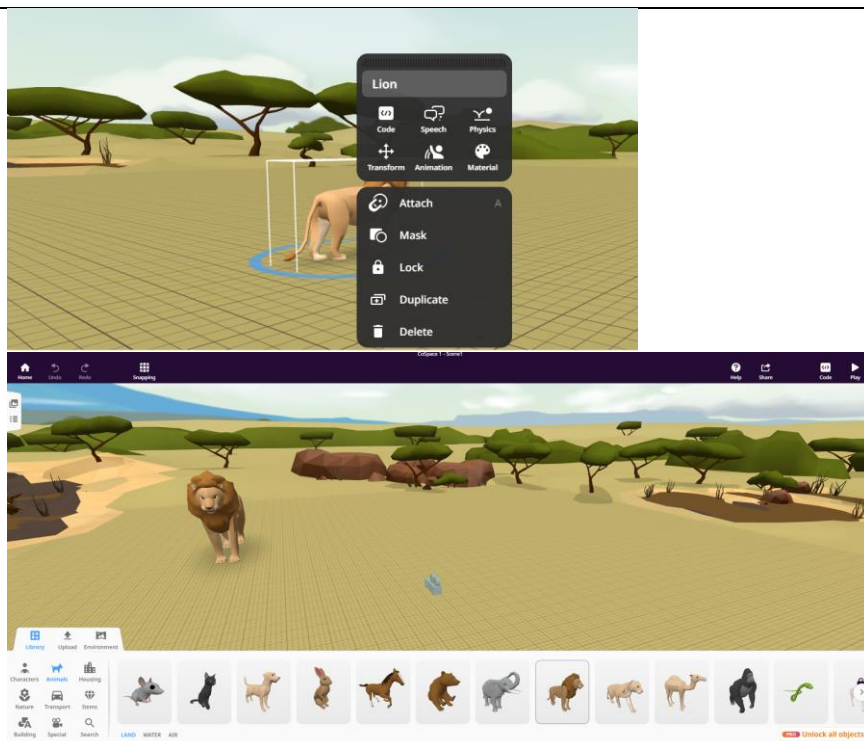 Lion
Code Speech Physics
Transform Animation Material
Attach A
Mask
Lock
Duplicate
Delete
CoSpace 1 - Scene1
Home Undo Redo Snapping Help Share Code Play
Library Upload Environment
Characters Animals Housing
Nature Transport Items
Building Special Search
LAND WATER AIR
PRO Unlock all objects